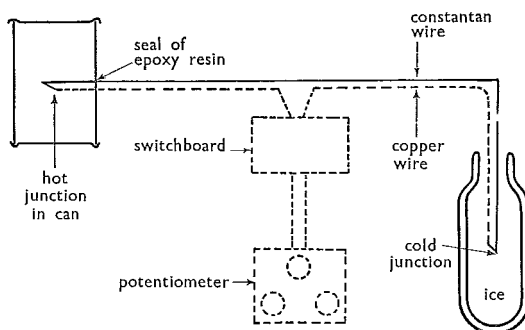 constantan
wire
seal of
epoxy resin
switchboard
copper
wire
hot
junction
in can
cold
junction
potentiometer
ice